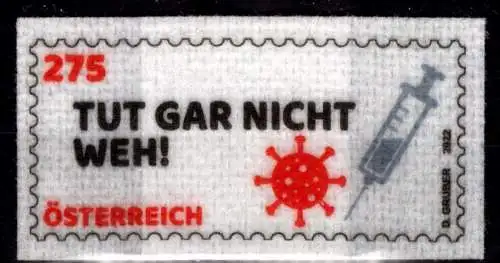 275
TUT GAR NICHT
WEH!
ÖSTERREICH
D. GRUBER 2022